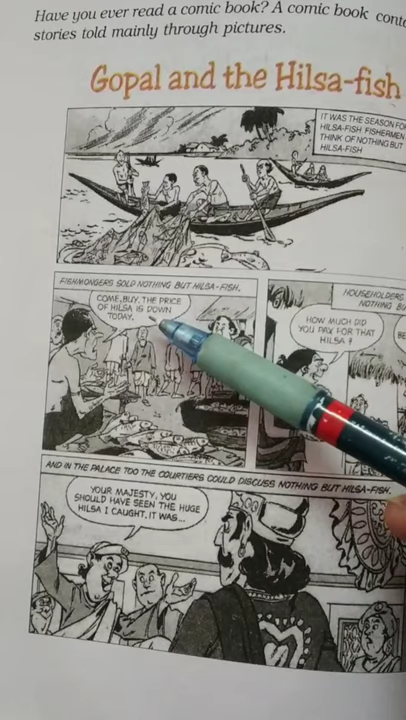 Have you ever read a comic book? A comic book
stories told mainly through pictures.
Gopal and the Hilsa-fish
IT WAS THE SEASON FOR
HILSA-FISH FISHERMEN
THINK OF NOTHING BUT
HILSA-FISH
FISHMONGERS SOLD NOTHING BUT HILSA-FISH.
COME, BUY. THE PRICE
OF HILSA IS DOWN
TODAY.
HOUSEHOLDERS
NOTHING
HOW MUCH DID
YOU PAY FOR THAT
HILSA ?
AND IN THE PALACE TOO THE COURTIERS COULD DISCUSS NOTHING BUT HILSA-FISH.
YOUR MAJESTY, YOU
SHOULD HAVE SEEN THE HUGE
HILSA I CAUGHT. IT WAS...